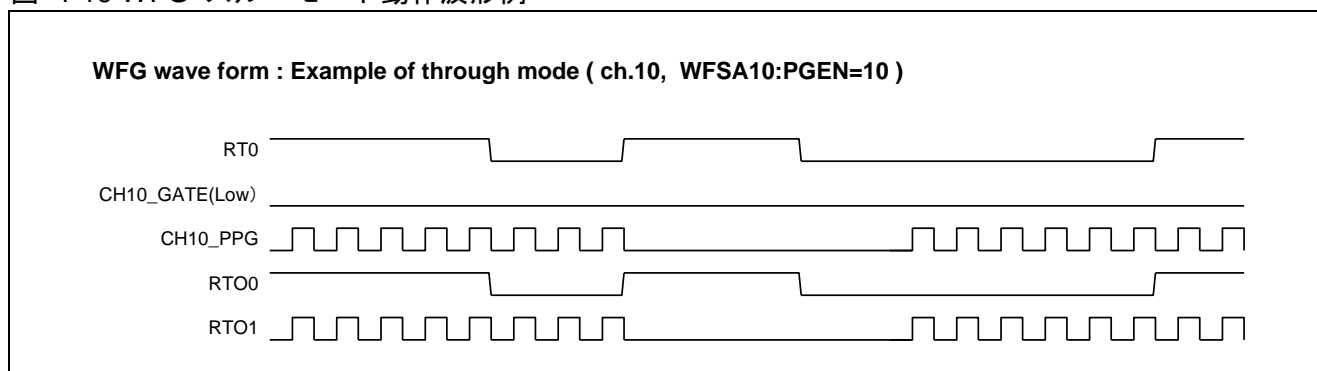 WFG wave form : Example of through mode ( ch.10, WFSA10:PGEN=10 )
RT0
CH10_GATE(Low）
CH10_PPG
RTO0
RTO1